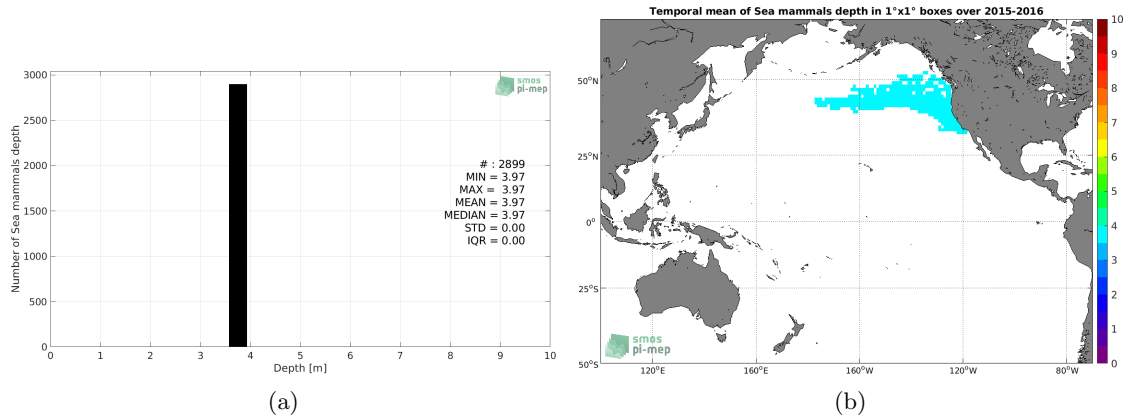 3000
2500
2000
1500
1000
500
0
Number of Sea mammals depth
smos
pi-mep
# : 2899
MIN = 3.97
MAX = 3.97
MEAN = 3.97
MEDIAN = 3.97
STD = 0.00
IQR = 0.00
0 1 2 3 4 5 6 7 8 9 10
Depth [m]
(a)
Temporal mean of Sea mammals depth in 1°x1° boxes over 2015-2016
50°N
25°N
0°
25°S
50°S
120°E 160°E 160°W 120°W 80°W
smos
pi-mep
10
9
8
7
6
5
4
3
2
1
0
(b)